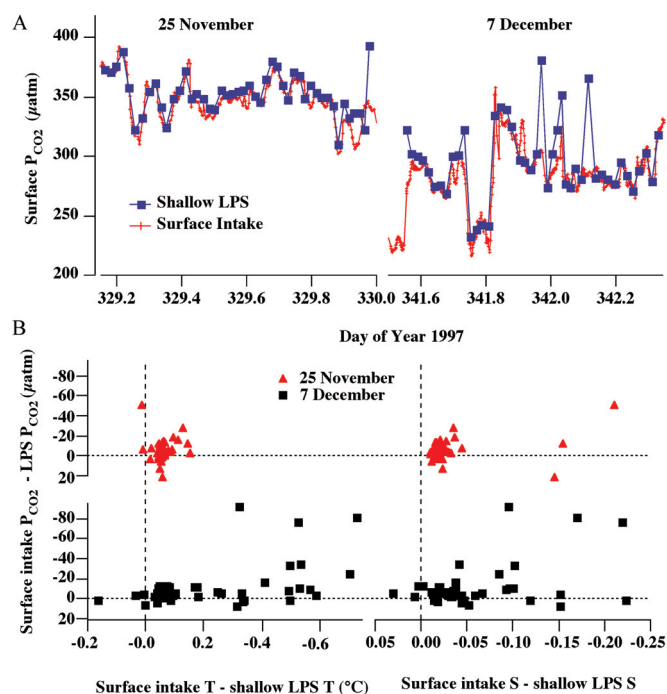 A
25 November
7 December
Surface P_CO2 (µatm)
400
350
300
250
200
Shallow LPS
Surface Intake
329.2 329.4 329.6 329.8 330.0 341.6 341.8 342.0 342.2
Day of Year 1997
B
Surface intake P_CO2 - LPS P_CO2 (µatm)
-80
-60
-40
-20
0
20
25 November
7 December
-80
-60
-40
-20
0
20
-0.2 -0.0 0.2 -0.4 -0.6 0.05 0.00 -0.05 -0.10 -0.15 -0.20 -0.25
Surface intake T - shallow LPS T (°C)
Surface intake S - shallow LPS S